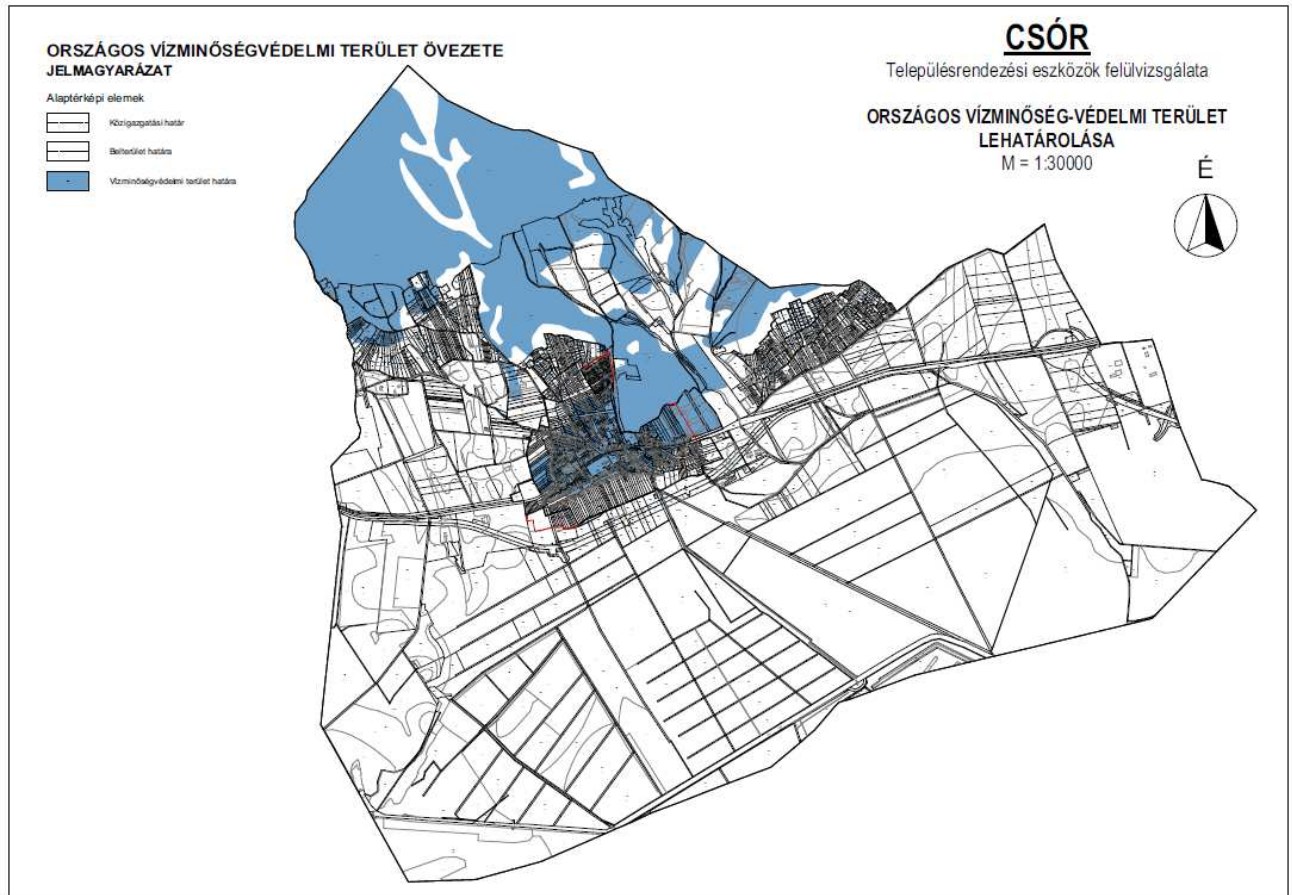 ORSZÁGOS VÍZMINŐSÉGVÉDELMI TERÜLET ÖVEZETE
JELMAGYARÁZAT
Alaptérképi elemek
Közigazgatási határ
Belterület határa
Vízminőségvédelmi terület határa
CSÓR
Településrendezési eszközök felülvizsgálata
ORSZÁGOS VÍZMINŐSÉG-VÉDELMI TERÜLET
LEHATÁROLÁSA
M = 1:30000
É